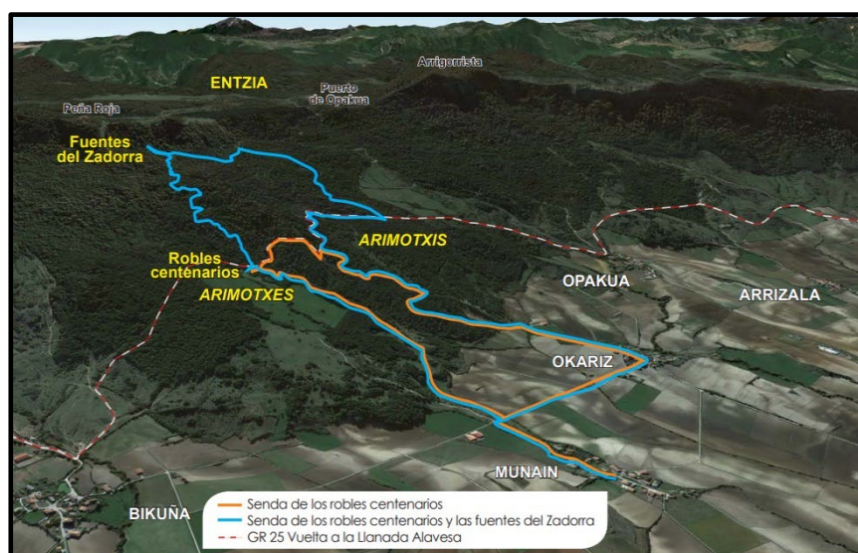 Arrigorrista
ENTZIA
Puerto
de Opakua
Peña Roja
Fuentes
del Zadorra
ARIMOTXIS
Robles
centenarios
OPAKUA
ARRIZALA
ARIMOTXES
OKARIZ
MUNAIN
BIKUÑA
Senda de los robles centenarios
Senda de los robles centenarios y las fuentes del Zadorra
GR 25 Vuelta a la Llanada Alavesa